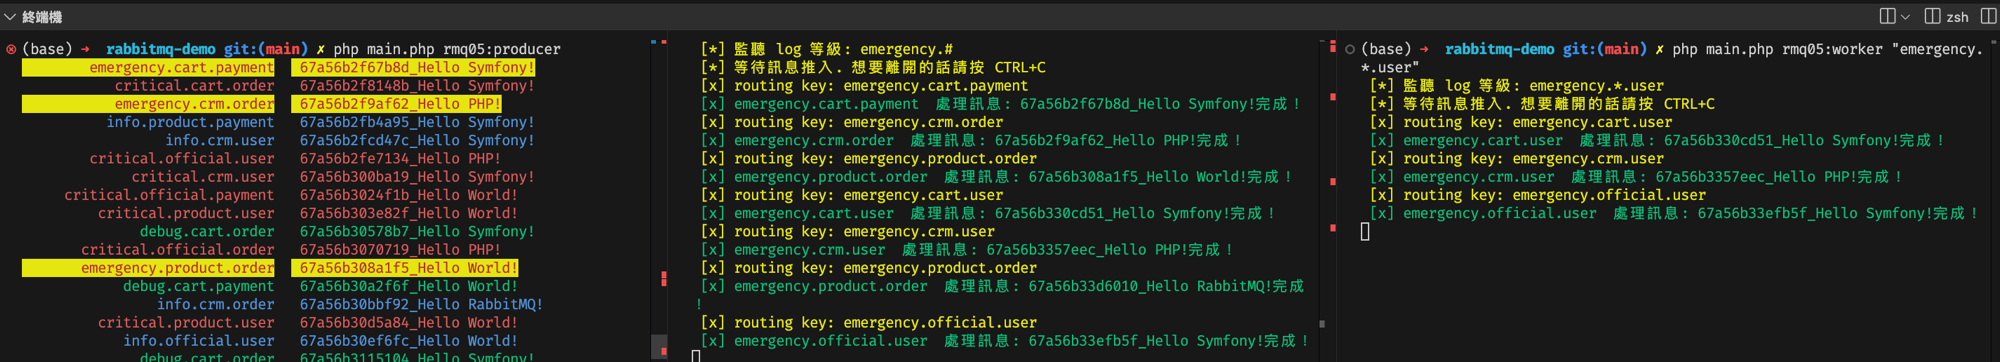 終端機
zsh
(base) → rabbitmq-demo git:(main) ✗ php main.php rmq05:producer
emergency.cart.payment 67a56b2f67b8d_Hello Symfony!
critical.cart.order 67a56b2f8148b_Hello Symfony!
emergency.crm.order 67a56b2f9af62_Hello PHP!
info.product.payment 67a56b2fb4a95_Hello Symfony!
info.crm.user 67a56b2fcd47c_Hello Symfony!
critical.official.user 67a56b2fe7134_Hello PHP!
critical.crm.user 67a56b300ba19_Hello Symfony!
critical.official.payment 67a56b3024f1b_Hello World!
critical.product.user 67a56b303e82f_Hello World!
debug.cart.order 67a56b30578b7_Hello Symfony!
critical.official.order 67a56b3070719_Hello PHP!
emergency.product.order 67a56b308a1f5_Hello World!
debug.cart.payment 67a56b30a2f6f_Hello World!
info.crm.order 67a56b30bbf92_Hello RabbitMQ!
critical.product.user 67a56b30d5a84_Hello World!
info.official.user 67a56b30ef6fc_Hello World!
debug.cart.order 67a56b3115104_Hello Symfony!
[*] 監聽 log 等級: emergency.#
[*] 等待訊息推入. 想要離開的話請按 CTRL+C
[x] routing key: emergency.cart.payment
[x] emergency.cart.payment 處理訊息: 67a56b2f67b8d_Hello Symfony!完成！
[x] routing key: emergency.crm.order
[x] emergency.crm.order 處理訊息: 67a56b2f9af62_Hello PHP!完成！
[x] routing key: emergency.product.order
[x] emergency.product.order 處理訊息: 67a56b308a1f5_Hello World!完成！
[x] routing key: emergency.cart.user
[x] emergency.cart.user 處理訊息: 67a56b330cd51_Hello Symfony!完成！
[x] routing key: emergency.crm.user
[x] emergency.crm.user 處理訊息: 67a56b3357eec_Hello PHP!完成！
[x] routing key: emergency.product.order
[x] emergency.product.order 處理訊息: 67a56b33d6010_Hello RabbitMQ!完成
！
[x] routing key: emergency.official.user
[x] emergency.official.user 處理訊息: 67a56b33efb5f_Hello Symfony!完成！
(base) → rabbitmq-demo git:(main) ✗ php main.php rmq05:worker "emergency.
*.user"
[*] 監聽 log 等級: emergency.*.user
[*] 等待訊息推入. 想要離開的話請按 CTRL+C
[x] routing key: emergency.cart.user
[x] emergency.cart.user 處理訊息: 67a56b330cd51_Hello Symfony!完成！
[x] routing key: emergency.crm.user
[x] emergency.crm.user 處理訊息: 67a56b3357eec_Hello PHP!完成！
[x] routing key: emergency.official.user
[x] emergency.official.user 處理訊息: 67a56b33efb5f_Hello Symfony!完成！